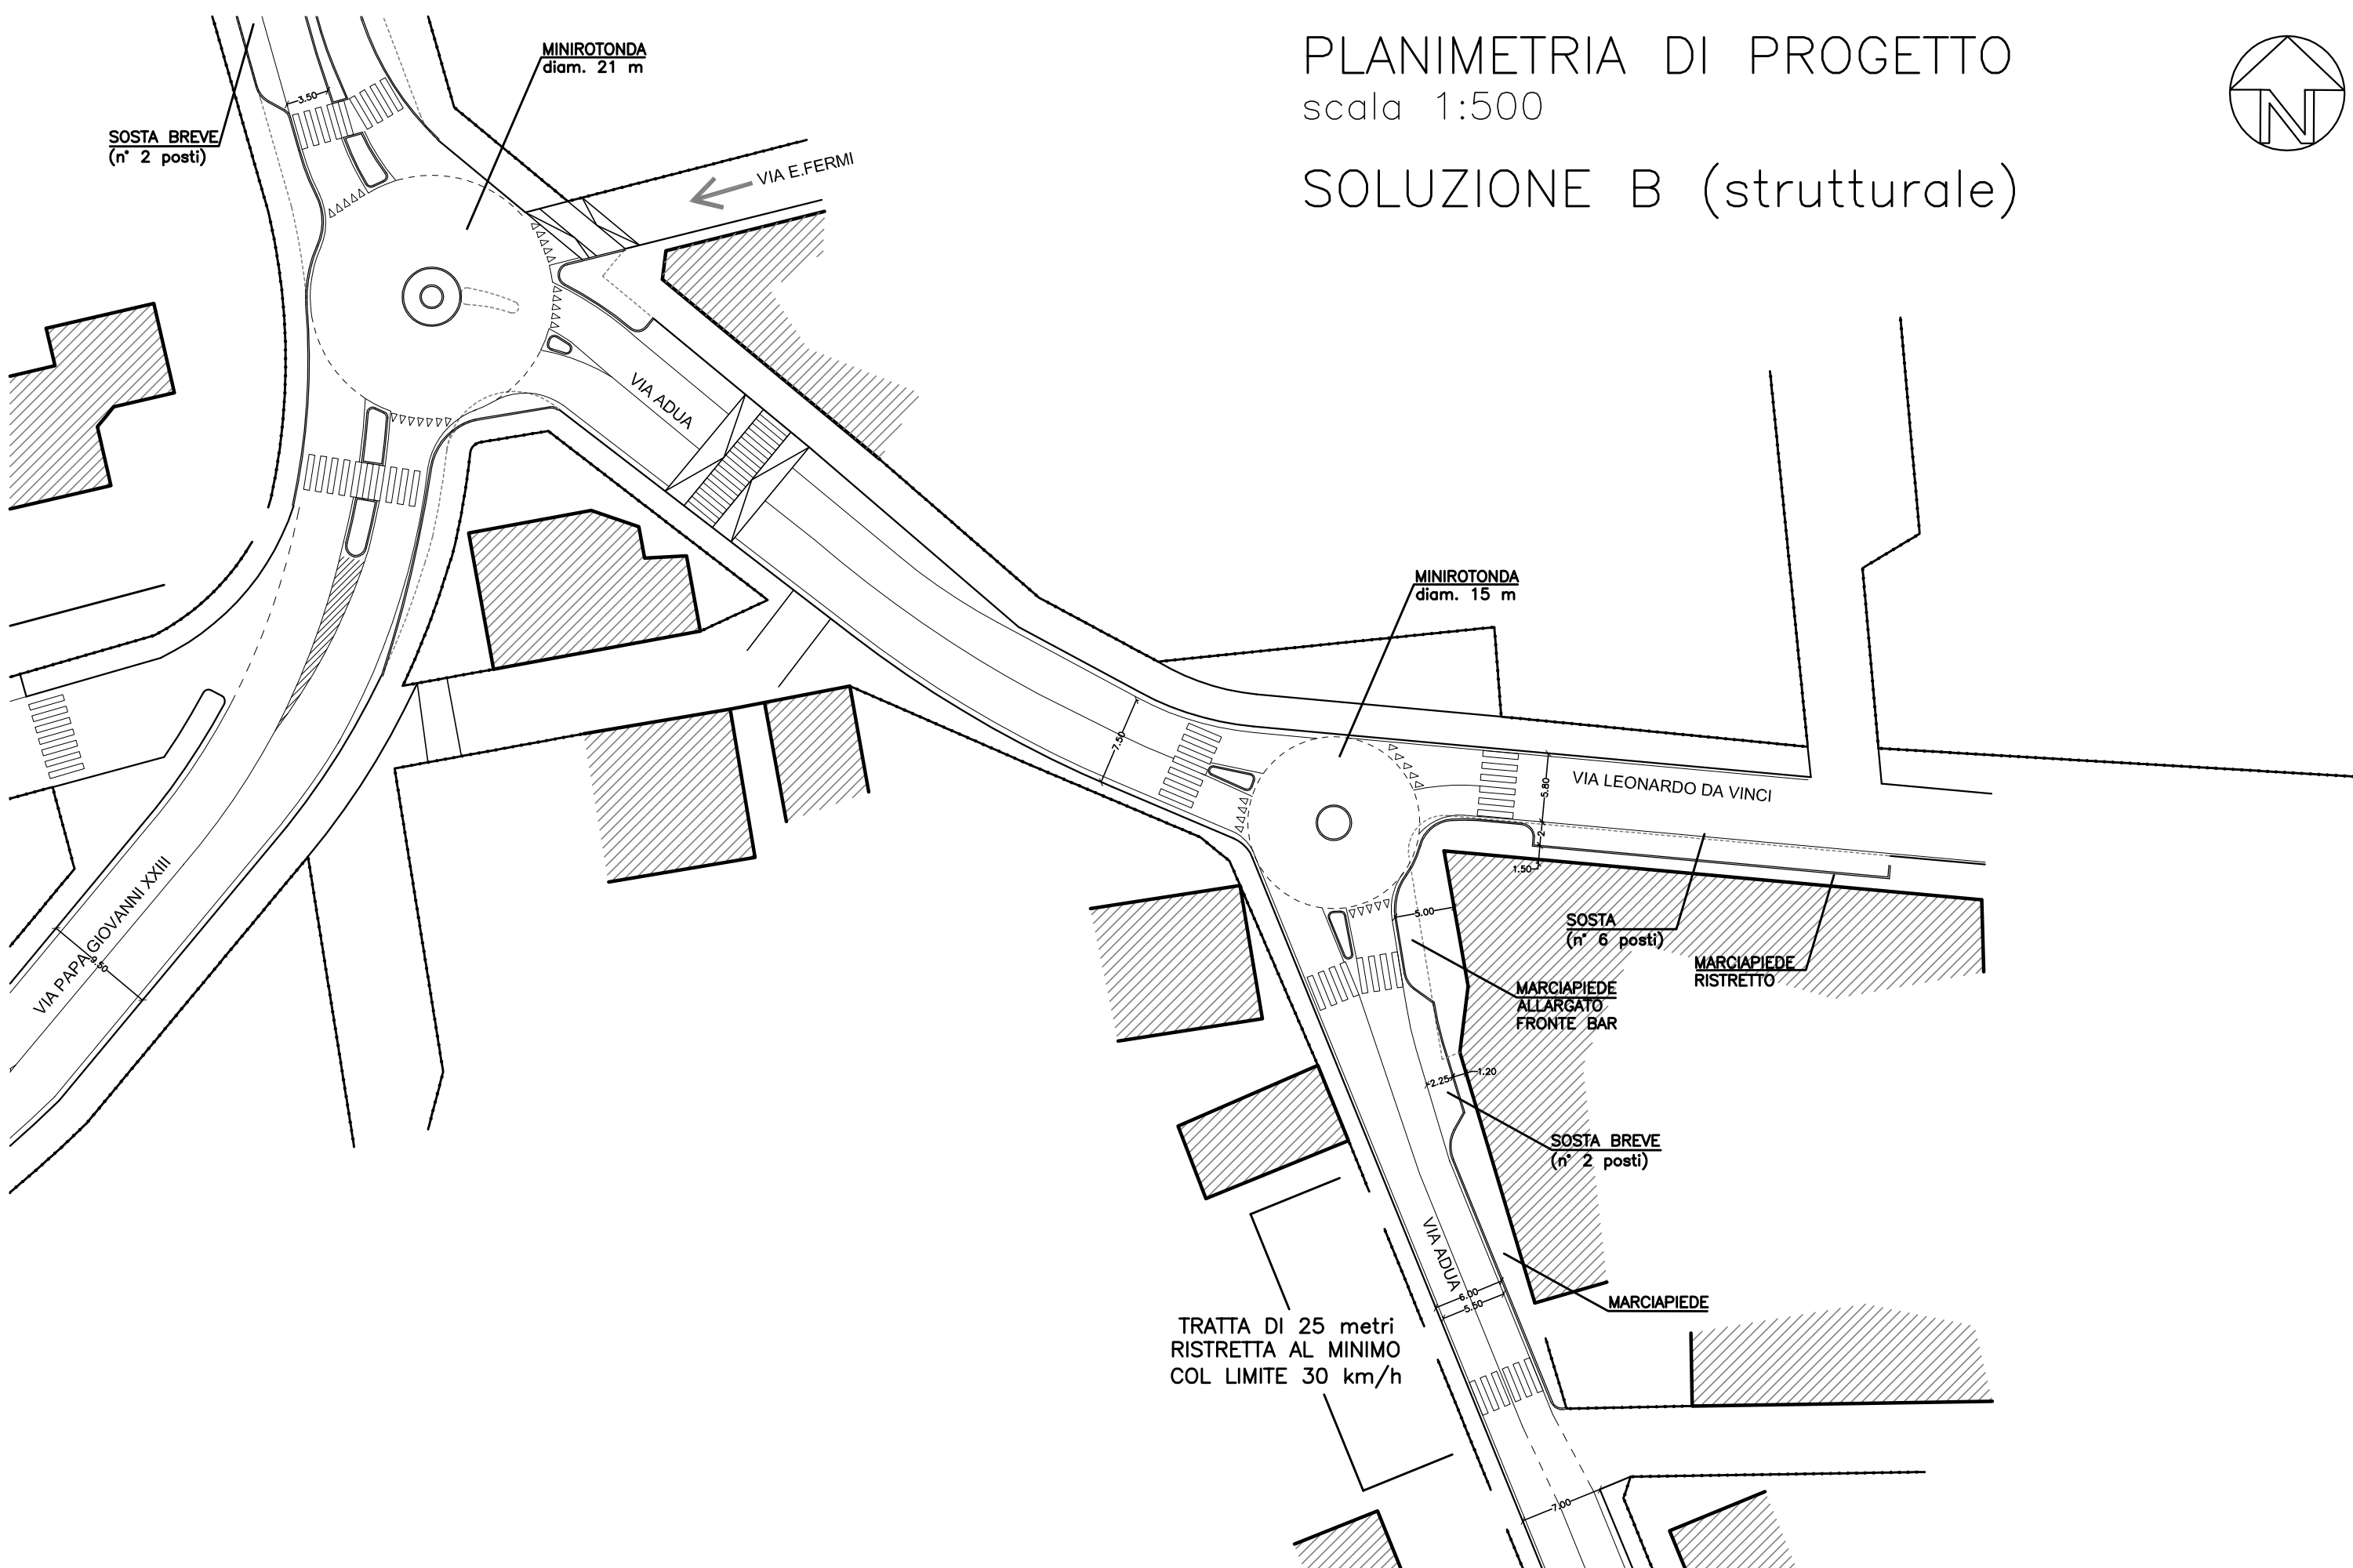 PLANIMETRIA DI PROGETTO
scala 1:500
SOLUZIONE B (strutturale)
N
MINIROTONDA
diam. 21 m
SOSTA BREVE
(n° 2 posti)
3.50
VIA E.FERMI
VIA ADUA
MINIROTONDA
diam. 15 m
7.50
VIA LEONARDO DA VINCI
5.80
2
1.50
5.00
SOSTA
(n° 6 posti)
MARCIAPIEDE
RISTRETTO
MARCIAPIEDE
ALLARGATO
FRONTE BAR
2.25
1.20
SOSTA BREVE
(n° 2 posti)
VIA PAPA GIOVANNI XXIII
9.50
VIA ADUA
6.00
5.50
MARCIAPIEDE
TRATTA DI 25 metri
RISTRETTA AL MINIMO
COL LIMITE 30 km/h
7.00